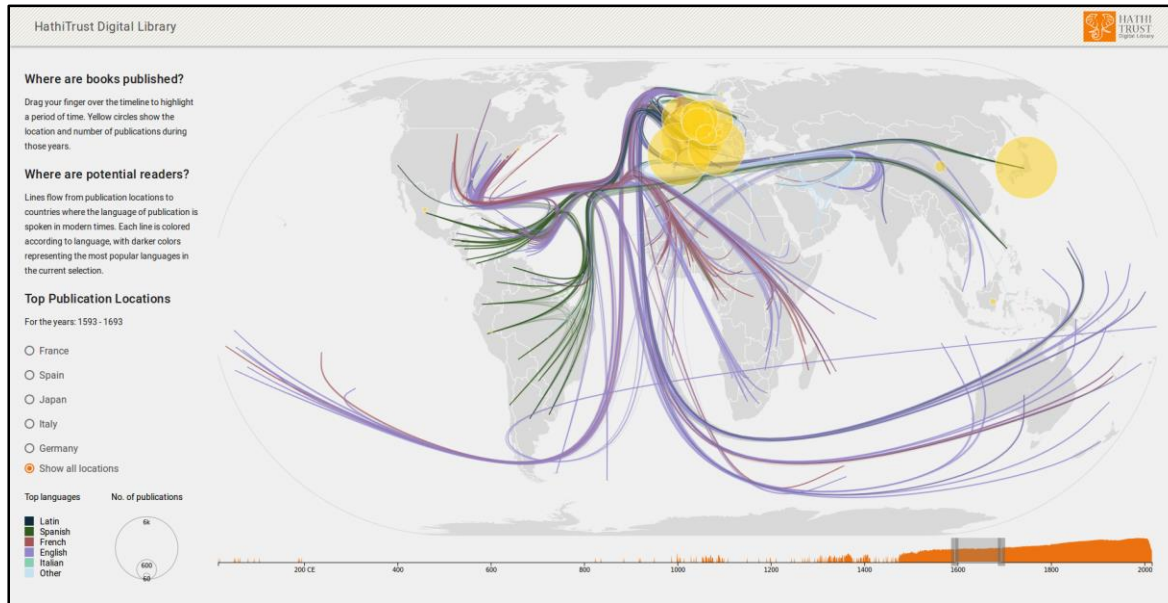 HathiTrust Digital Library
HATHI
TRUST
Digital Library
Where are books published?
Drag your finger over the timeline to highlight
a period of time. Yellow circles show the
location and number of publications during
those years.
Where are potential readers?
Lines flow from publication locations to
countries where the language of publication is
spoken in modern times. Each line is colored
according to language, with darker colors
representing the most popular languages in
the current selection.
Top Publication Locations
For the years: 1593 - 1693
France
Spain
Japan
Italy
Germany
Show all locations
Top languages
Latin
Spanish
French
English
Italian
Other
No. of publications
6k
600
60
200 CE 400 600 800 1000 1200 1400 1600 1800 2000